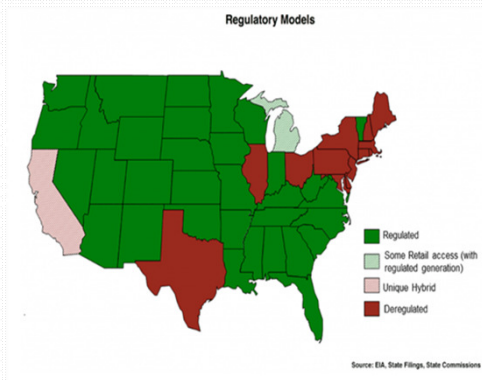 Regulatory Models
Regulated
Some Retail access (with
regulated generation)
Unique Hybrid
Deregulated
Source: EIA, State Filings, State Commissions